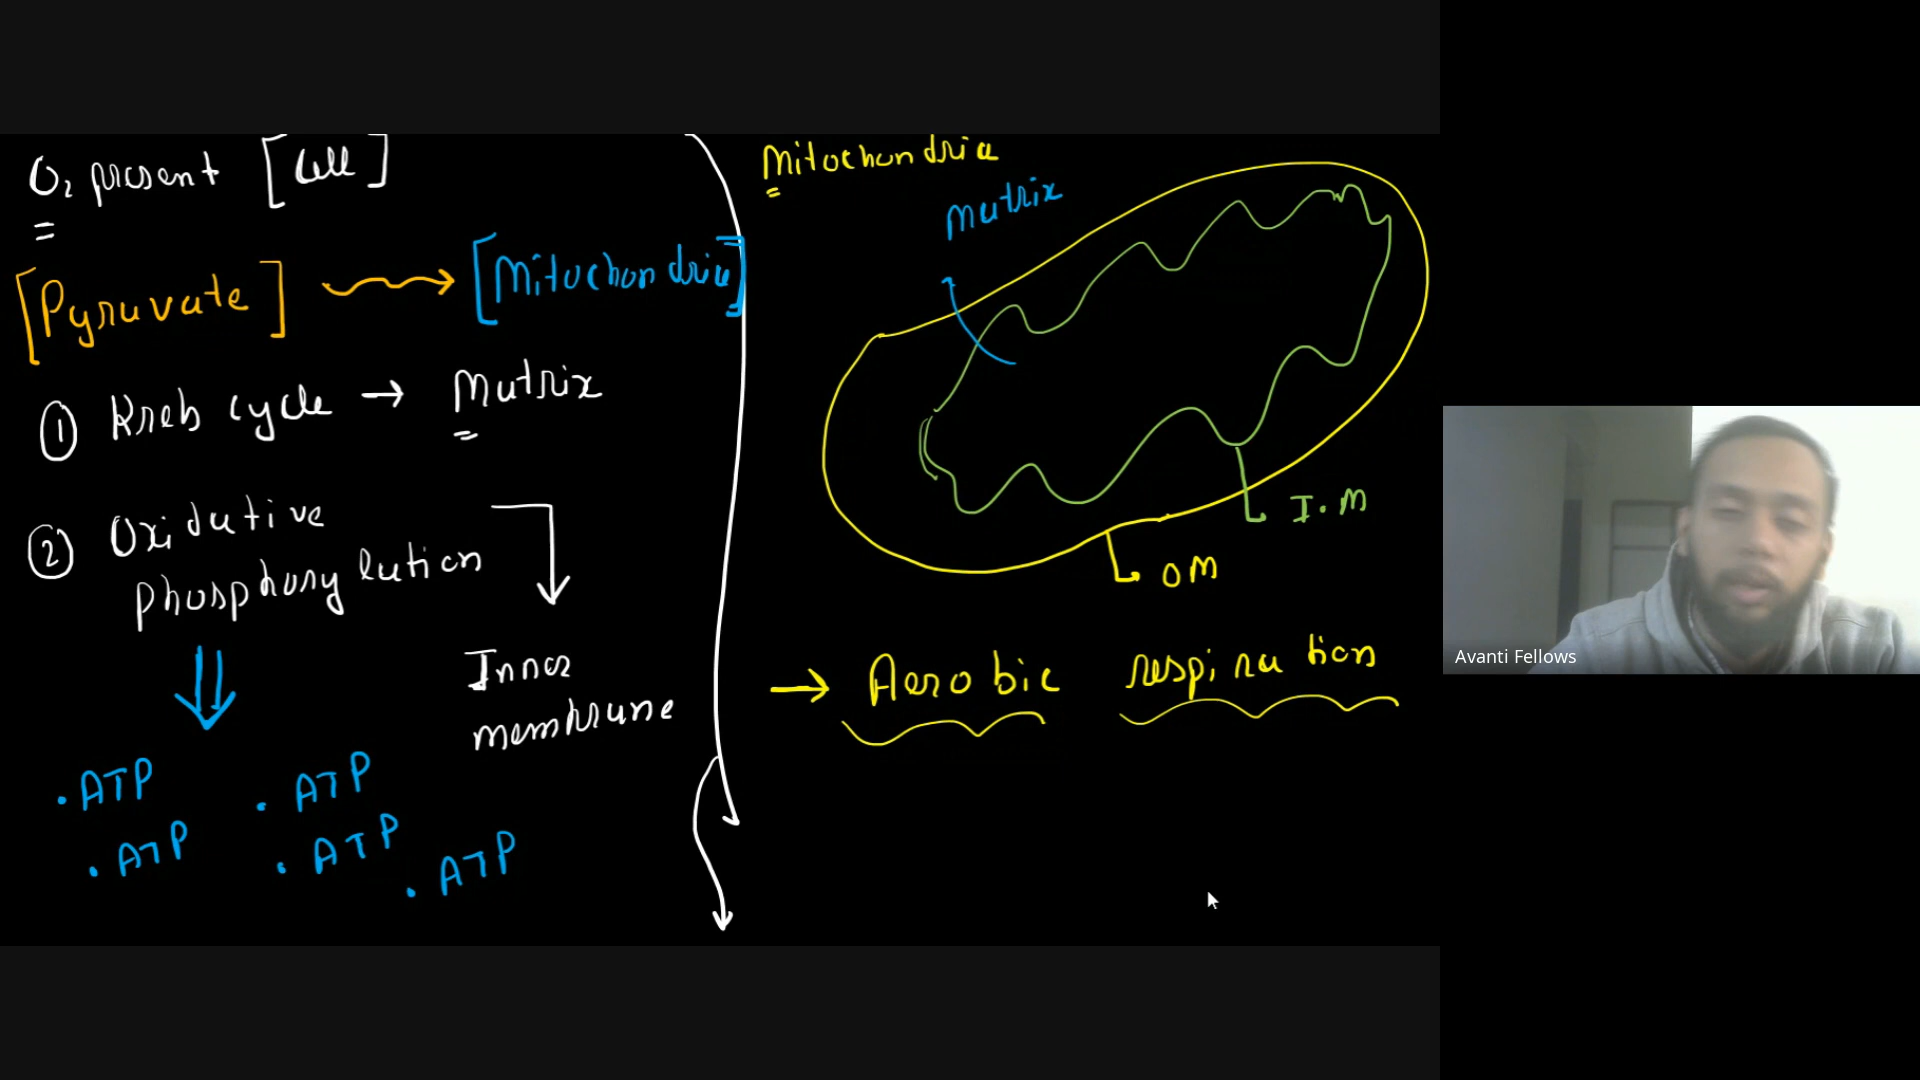 O₂ present [Cell]
[Pyruvate] → [Mitochondria]
① Kreb cycle → Matrix
② Oxidative
phosphorylation
Inner
membrane
. ATP
. ATP
. ATP
. ATP
. ATP
Mitochondria
Matrix
I.M
OM
→ Aerobic respiration
Avanti Fellows